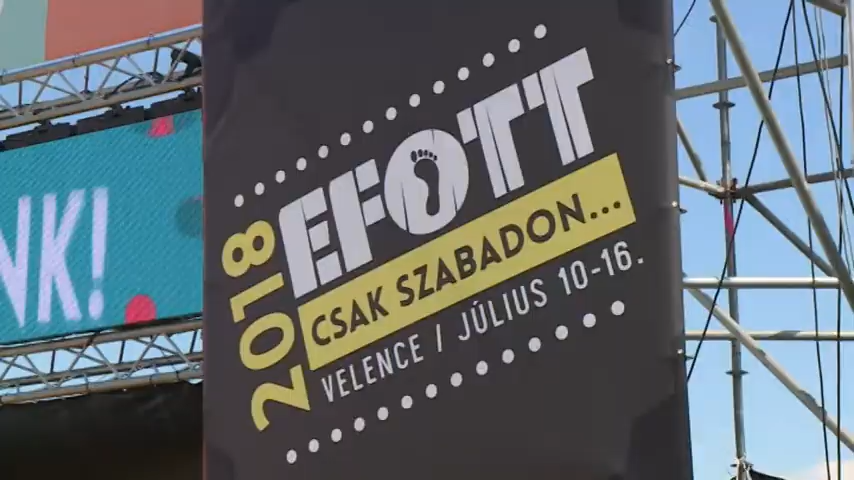 NK!
2018
EFOTT
CSAK SZABADON...
VELENCE / JÚLIUS 10-16.